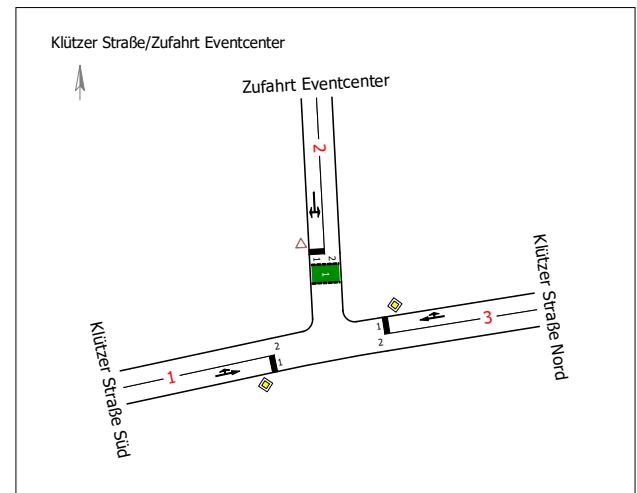 Klützer Straße/Zufahrt Eventcenter
Zufahrt Eventcenter
2
1 2
1
Klützer Straße Nord
1
3
2
Klützer Straße Süd
2
1
1